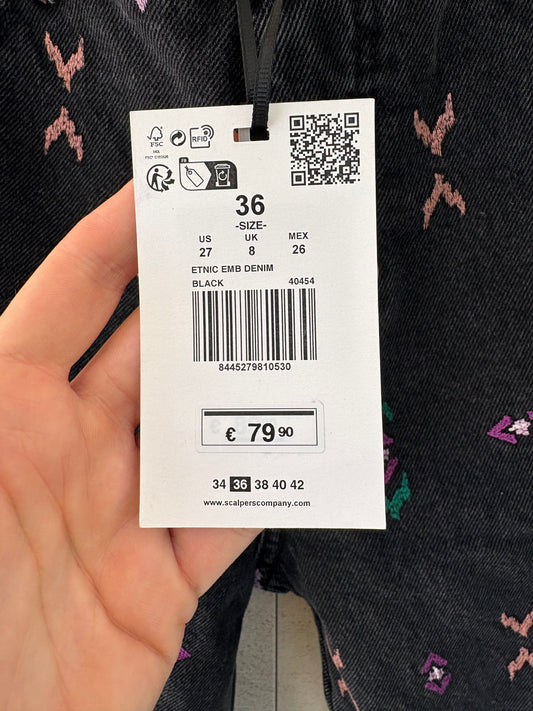 FSC
RFID
FR
36
-SIZE-
US UK MEX
27 8 26
ETNIC EMB DENIM
BLACK 40454
8445279810530
€ 79 90
34 36 38 40 42
www.scalperscompany.com